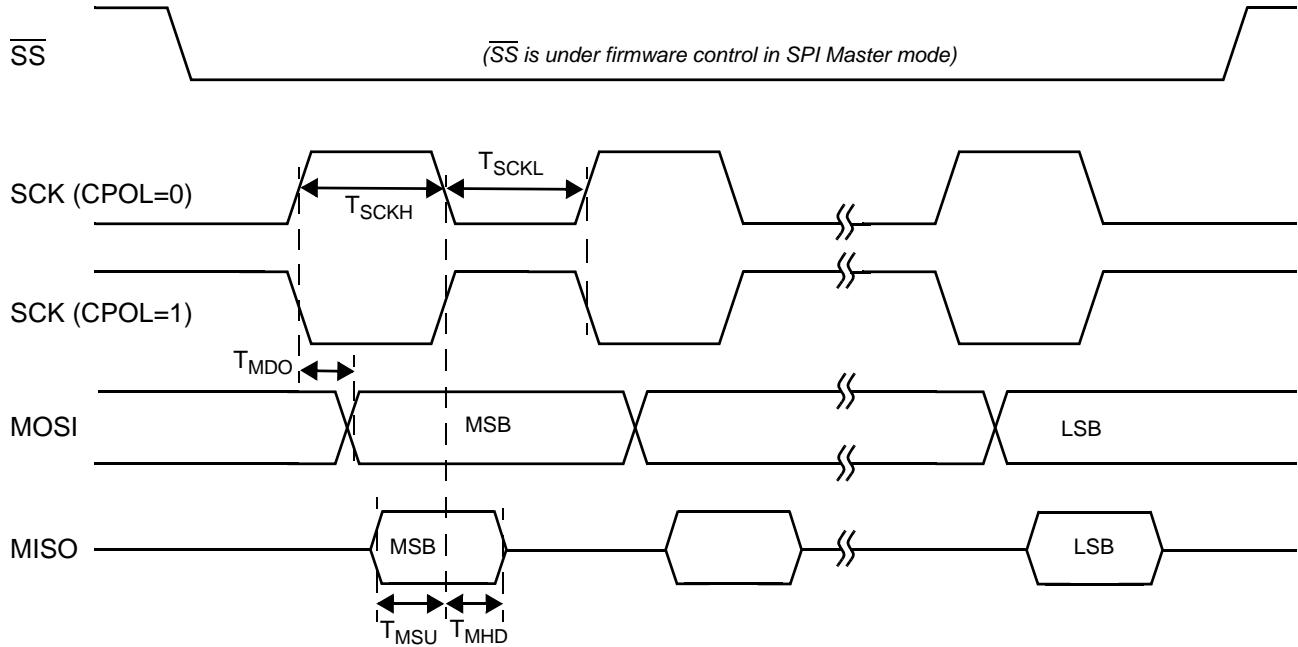 SS
(SS is under firmware control in SPI Master mode)
SCK (CPOL=0)
TSCKH
TSCKL
SCK (CPOL=1)
TMDO
MOSI
MSB
LSB
MISO
MSB
LSB
TMSU
TMHD